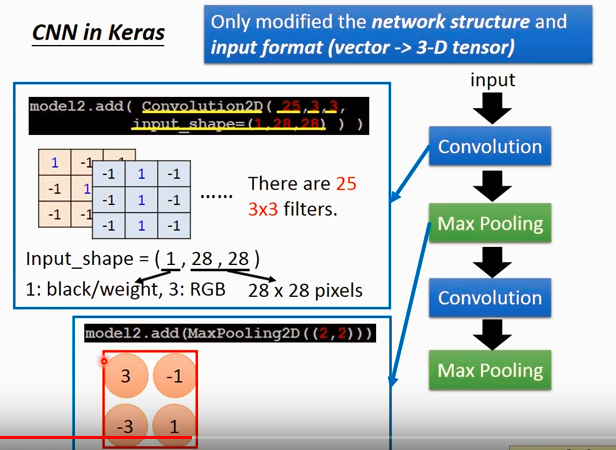 CNN in Keras
Only modified the network structure and
input format (vector -> 3-D tensor)
input
model2.add( Convolution2D( 25,3,3,
input_shape=(1,28,28) ) )
Convolution
Max Pooling
Convolution
Max Pooling
1 -1 -1
-1 1
-1 -1
-1 1 -1
-1 1 -1
-1 1 -1
......
There are 25
3x3 filters.
Input_shape = ( 1 , 28 , 28 )
1: black/weight, 3: RGB 28 x 28 pixels
model2.add(MaxPooling2D((2,2)))
3 -1
-3 1